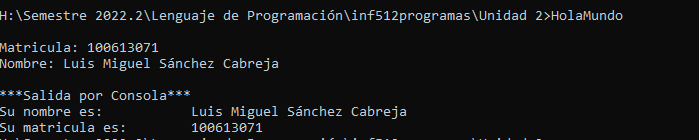 H:\Semestre 2022.2\Lenguaje de Programación\inf512programas\Unidad 2>HolaMundo
Matricula: 100613071
Nombre: Luis Miguel Sánchez Cabreja
***Salida por Consola***
Su nombre es: Luis Miguel Sánchez Cabreja
Su matricula es: 100613071